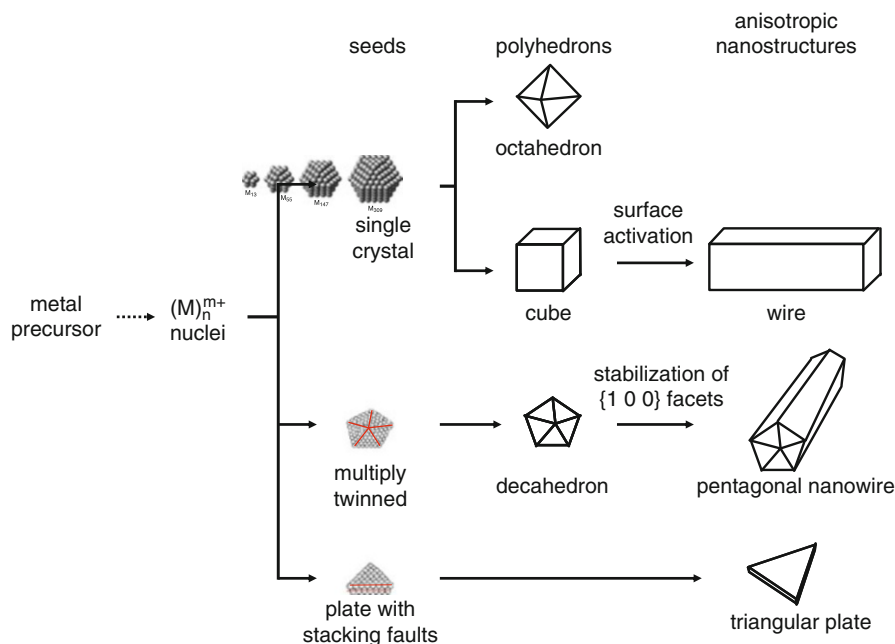 seeds
polyhedrons
anisotropic
nanostructures
octahedron
M13
M55
M147
M309
single
crystal
surface
activation
cube
wire
metal
precursor
(M)n^m+
nuclei
stabilization of
{1 0 0} facets
multiply
twinned
decahedron
pentagonal nanowire
plate with
stacking faults
triangular plate